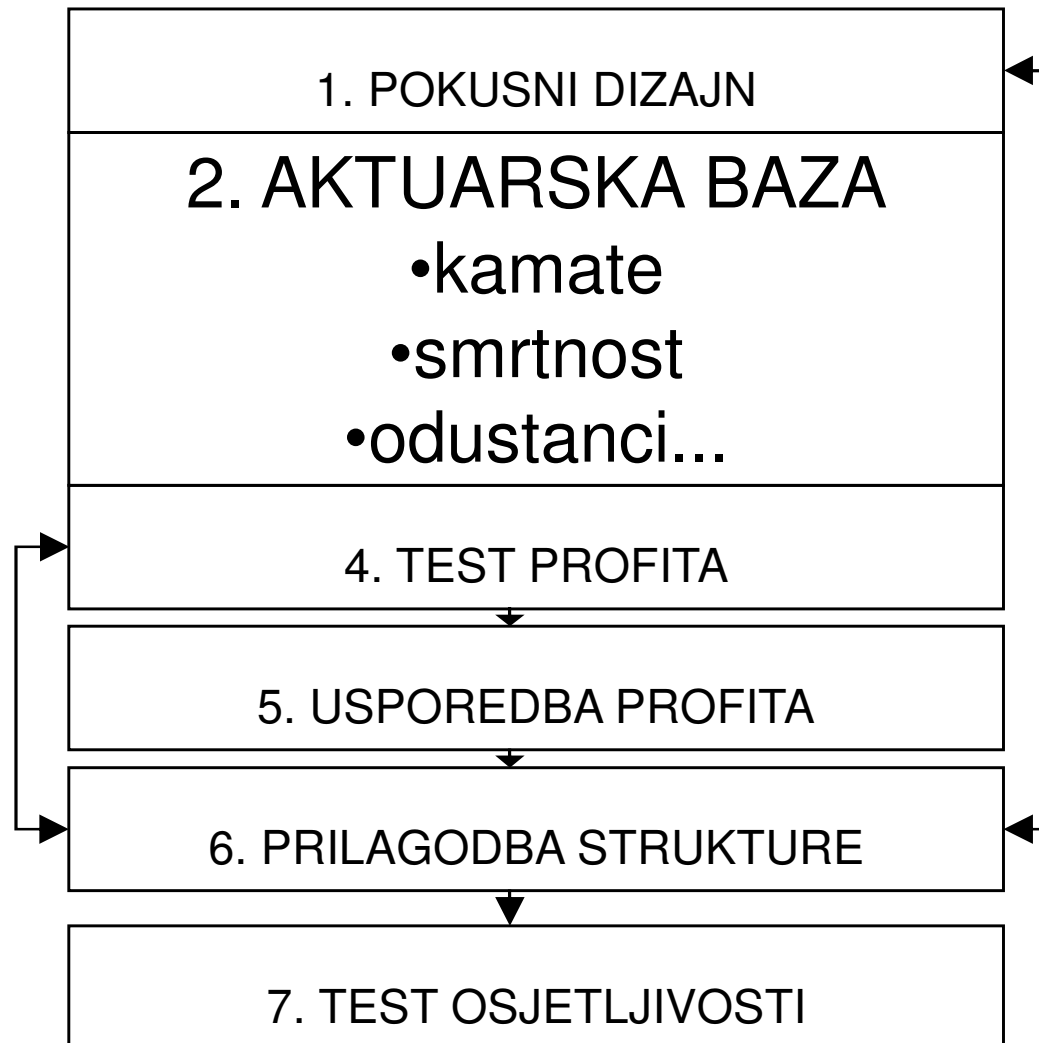 1. POKUSNI DIZAJN
2. AKTUARSKA BAZA
•kamate
•smrtnost
•odustanci...
4. TEST PROFITA
5. USPOREDBA PROFITA
6. PRILAGODBA STRUKTURE
7. TEST OSJETLJIVOSTI